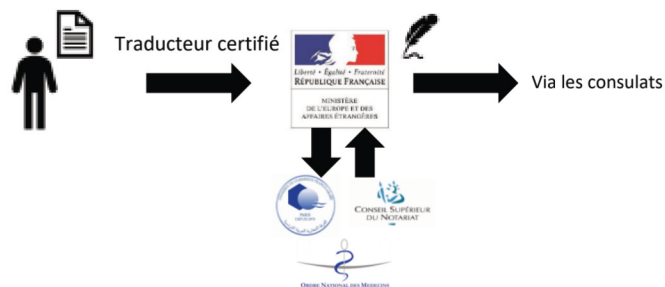 Traducteur certifié
Liberté • Égalité • Fraternité
RÉPUBLIQUE FRANÇAISE
MINISTÈRE
DE L'EUROPE ET DES
AFFAIRES ÉTRANGÈRES
Via les consulats
CONSEIL SUPÉRIEUR
DU NOTARIAT
ORDRE NATIONAL DES MEDECINS